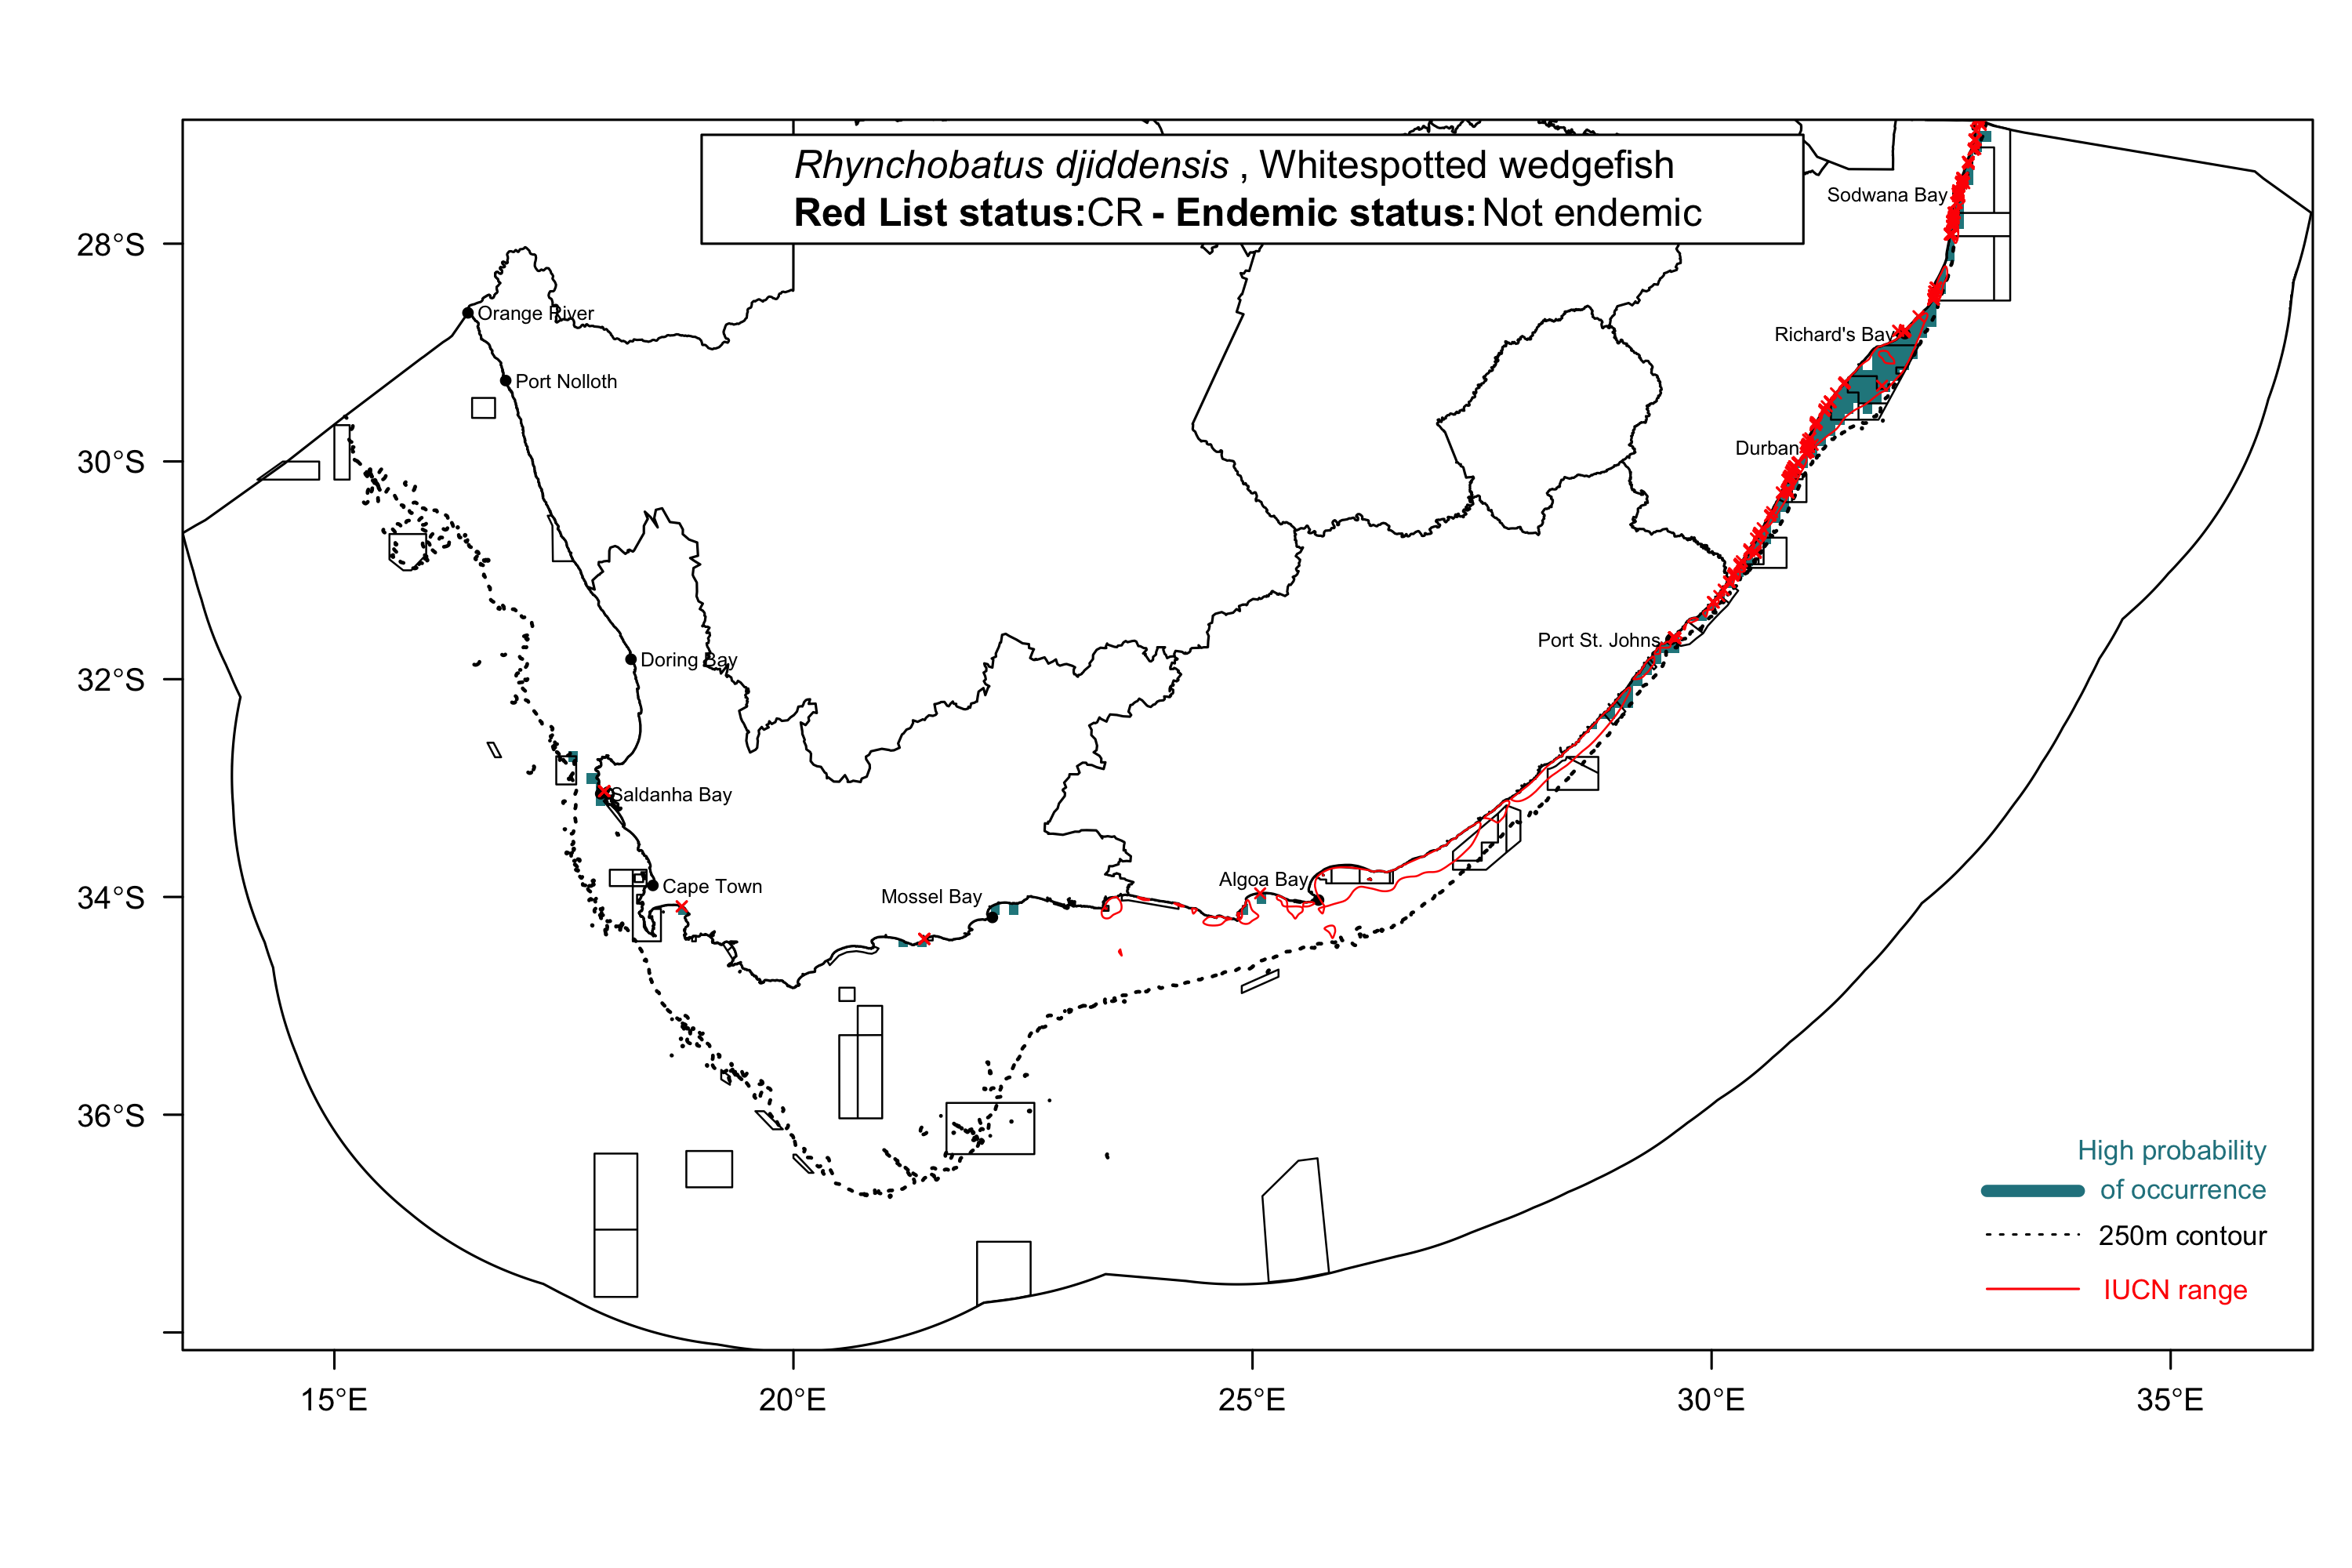 Rhynchobatus djiddensis , Whitespotted wedgefish
Red List status:CR - Endemic status: Not endemic
Sodwana Bay
28°S
Orange River
Richard's Bay
Port Nolloth
Durban
30°S
Port St. Johns
Doring Bay
32°S
Saldanha Bay
Cape Town
Algoa Bay
Mossel Bay
34°S
36°S
High probability
of occurrence
250m contour
IUCN range
15°E
20°E
25°E
30°E
35°E